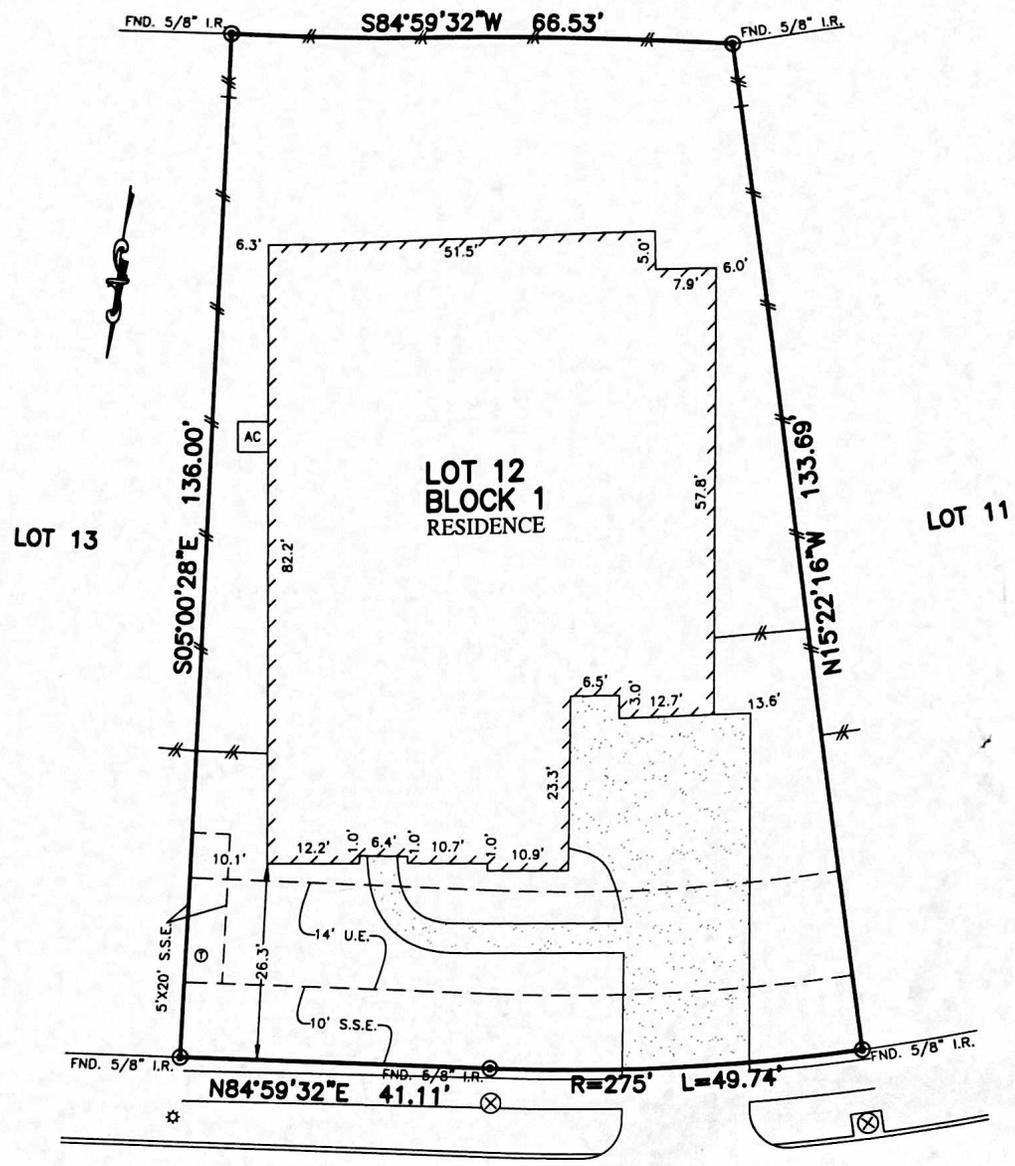 FND. 5/8" I.R.
S84°59'32"W 66.53'
FND. 5/8" I.R.
6.3'
51.5'
5.0'
7.9'
6.0'
AC
S05°00'28"E 136.00'
LOT 12
BLOCK 1
RESIDENCE
57.8'
N15°22'16"W 133.69'
LOT 11
LOT 13
82.2'
6.5'
3.0'
12.7'
13.6'
23.3'
12.2'
1.0'
6.4'
1.0'
10.7'
1.0'
10.9'
10.1'
5'X20' S.S.E.
T
26.3'
14' U.E.
10' S.S.E.
FND. 5/8" I.R.
N84°59'32"E 41.11'
FND. 5/8" I.R.
R=275' L=49.74'
FND. 5/8" I.R.